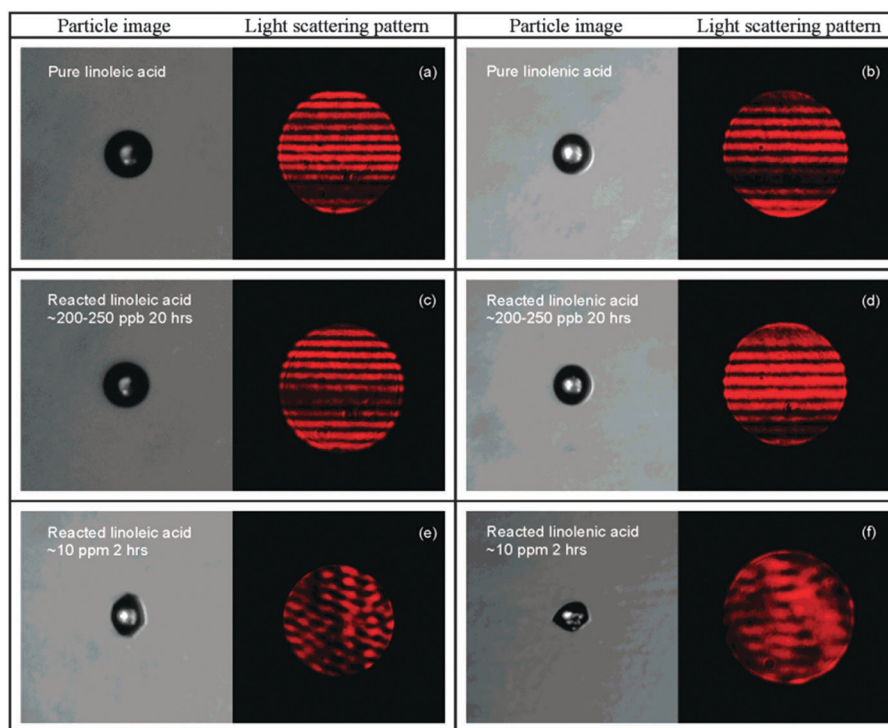 Particle image Light scattering pattern Particle image Light scattering pattern
Pure linoleic acid
(a)
Pure linolenic acid
(b)
Reacted linoleic acid
~200-250 ppb 20 hrs
(c)
Reacted linolenic acid
~200-250 ppb 20 hrs
(d)
Reacted linoleic acid
~10 ppm 2 hrs
(e)
Reacted linolenic acid
~10 ppm 2 hrs
(f)